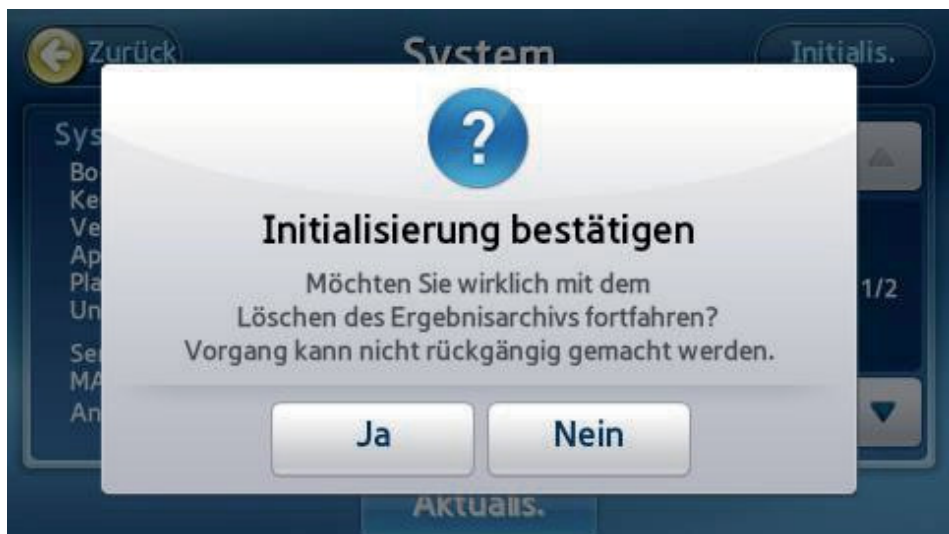 Zurück
System
Initialis.
Initialisierung bestätigen
Möchten Sie wirklich mit dem
Löschen des Ergebnisarchivs fortfahren?
Vorgang kann nicht rückgängig gemacht werden.
1/2
Ja
Nein
Aktualis.